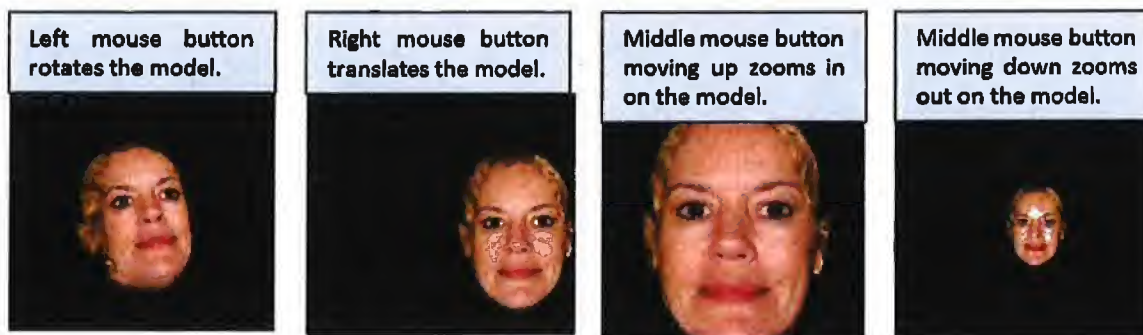 Left mouse button
rotates the model.
Right mouse button
translates the model.
Middle mouse button
moving up zooms in
on the model.
Middle mouse button
moving down zooms
out on the model.